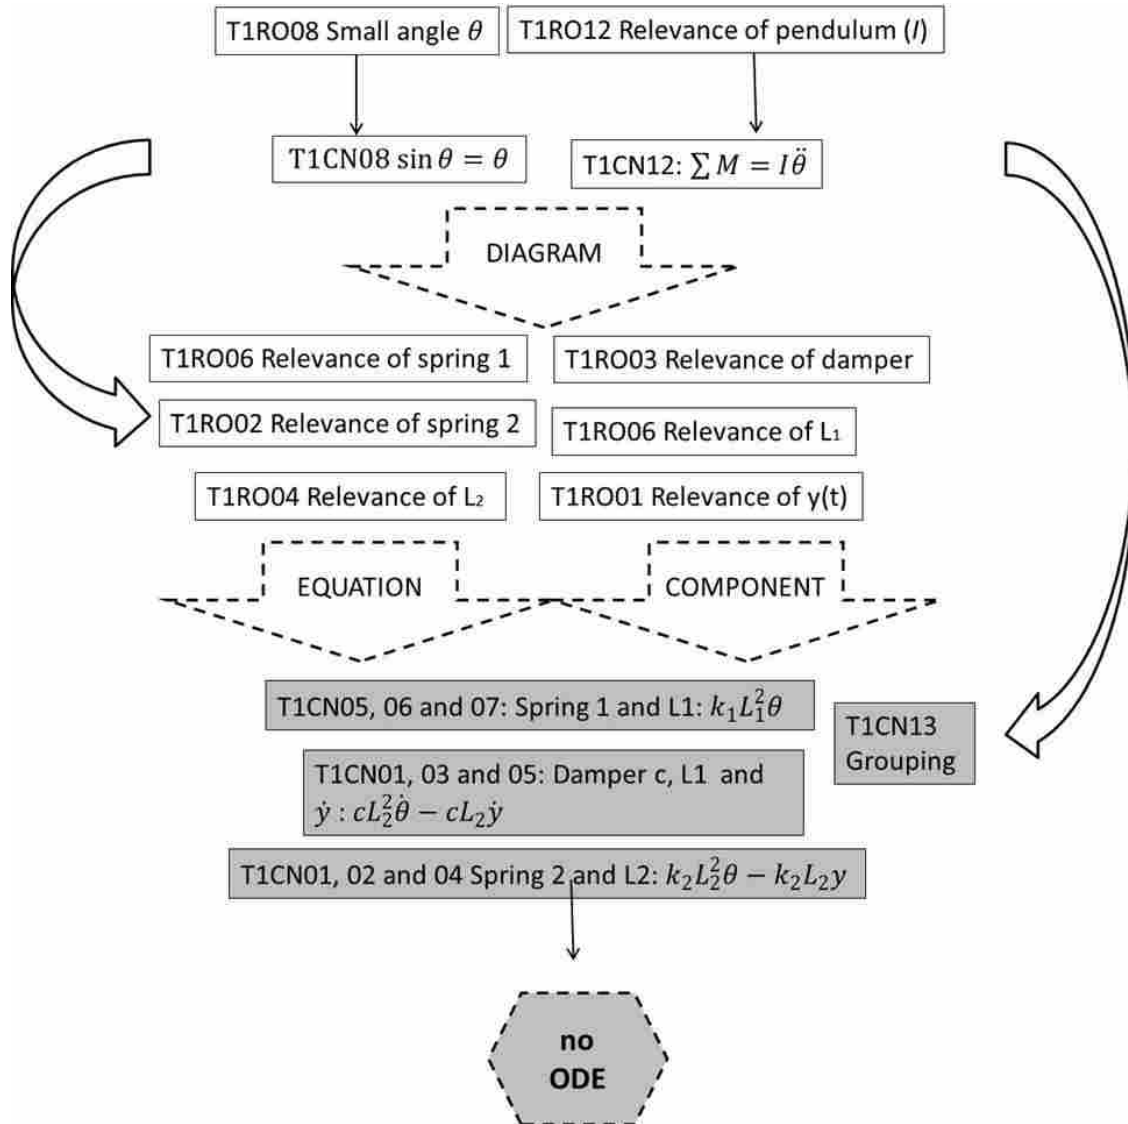 T1RO08 Small angle θ
T1RO12 Relevance of pendulum (I)
T1CN08 sin θ = θ
T1CN12: ∑ M = Iθ̈
DIAGRAM
T1RO06 Relevance of spring 1
T1RO03 Relevance of damper
T1RO02 Relevance of spring 2
T1RO06 Relevance of L₁
T1RO04 Relevance of L₂
T1RO01 Relevance of y(t)
EQUATION
COMPONENT
T1CN05, 06 and 07: Spring 1 and L1: k₁L₁²θ
T1CN13
Grouping
T1CN01, 03 and 05: Damper c, L1 and
ẏ : cL₂²θ̇ − cL₂ẏ
T1CN01, 02 and 04 Spring 2 and L2: k₂L₂²θ − k₂L₂y
no
ODE